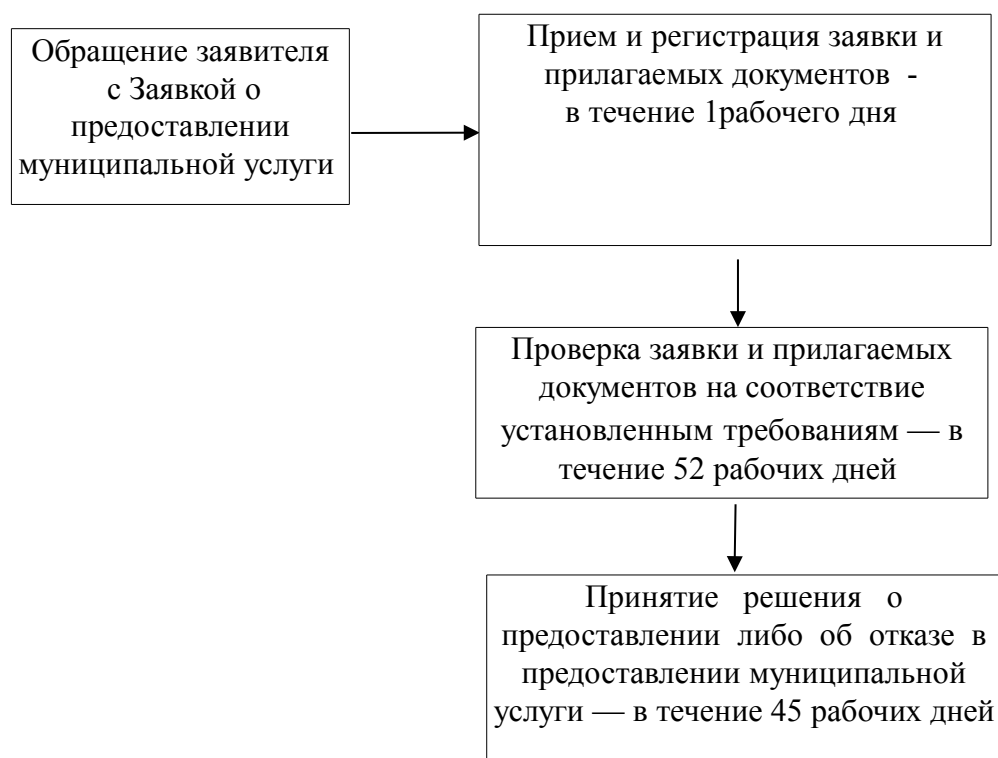 Обращение заявителя
с Заявкой о
предоставлении
муниципальной услуги
Прием и регистрация заявки и
прилагаемых документов -
в течение 1рабочего дня
Проверка заявки и прилагаемых
документов на соответствие
установленным требованиям — в
течение 52 рабочих дней
Принятие решения о
предоставлении либо об отказе в
предоставлении муниципальной
услуги — в течение 45 рабочих дней